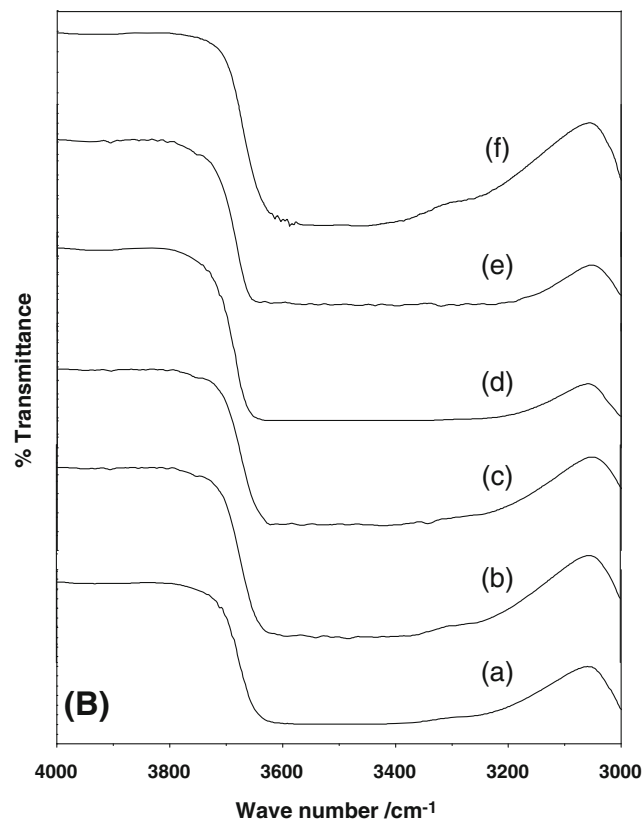 % Transmittance
(f)
(e)
(d)
(c)
(b)
(a)
(B)
4000 3800 3600 3400 3200 3000
Wave number /cm-1